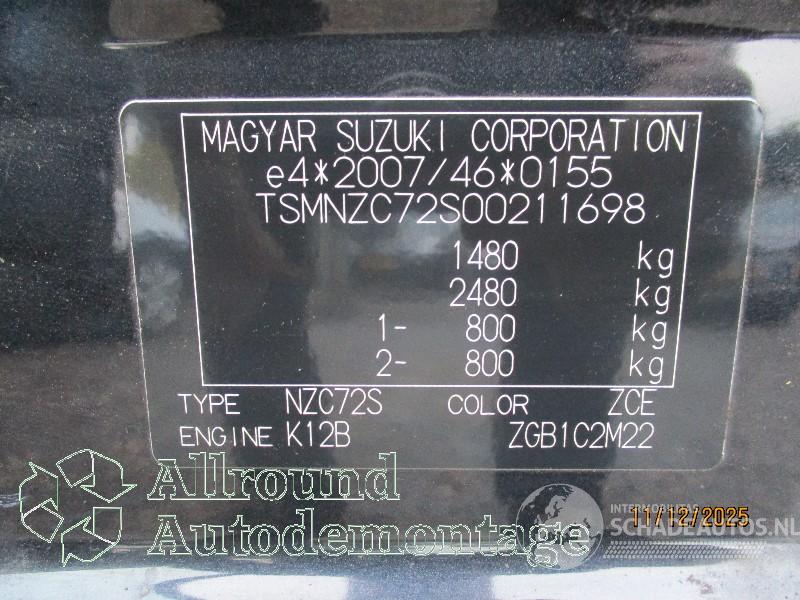 MAGYAR SUZUKI CORPORATION
e4*2007/46*0155
TSMNZC72S00211698
1480 kg
2480 kg
1- 800 kg
2- 800 kg
TYPE NZC72S COLOR ZCE
ENGINE K12B ZGB1C2M22
Allround
Autodemontage
SCHADEAUTOS.NL
11/12/2025